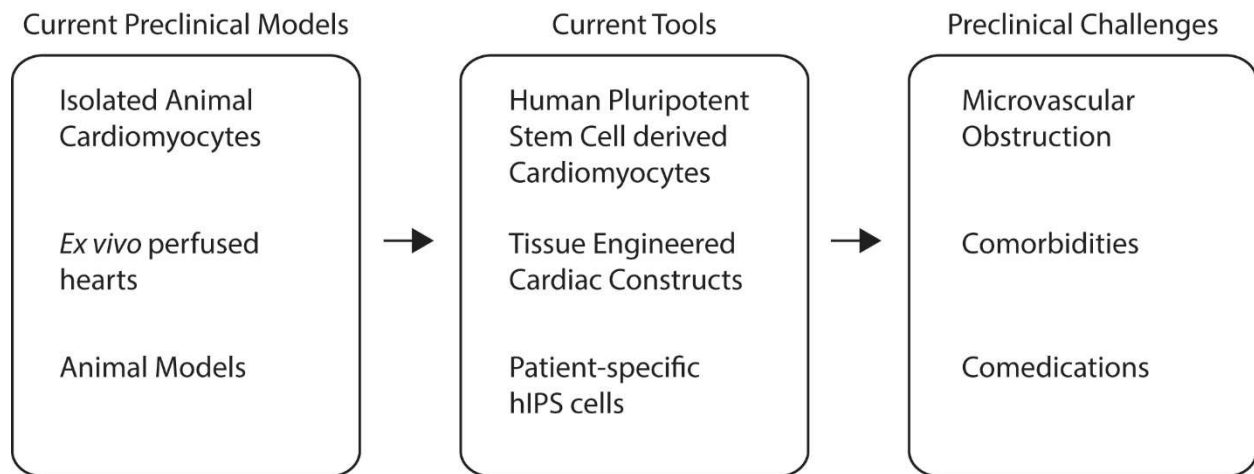 Current Preclinical Models
Isolated Animal
Cardiomyocytes
Ex vivo perfused
hearts
Animal Models
Current Tools
Human Pluripotent
Stem Cell derived
Cardiomyocytes
Tissue Engineered
Cardiac Constructs
Patient-specific
hIPS cells
Preclinical Challenges
Microvascular
Obstruction
Comorbidities
Comedications